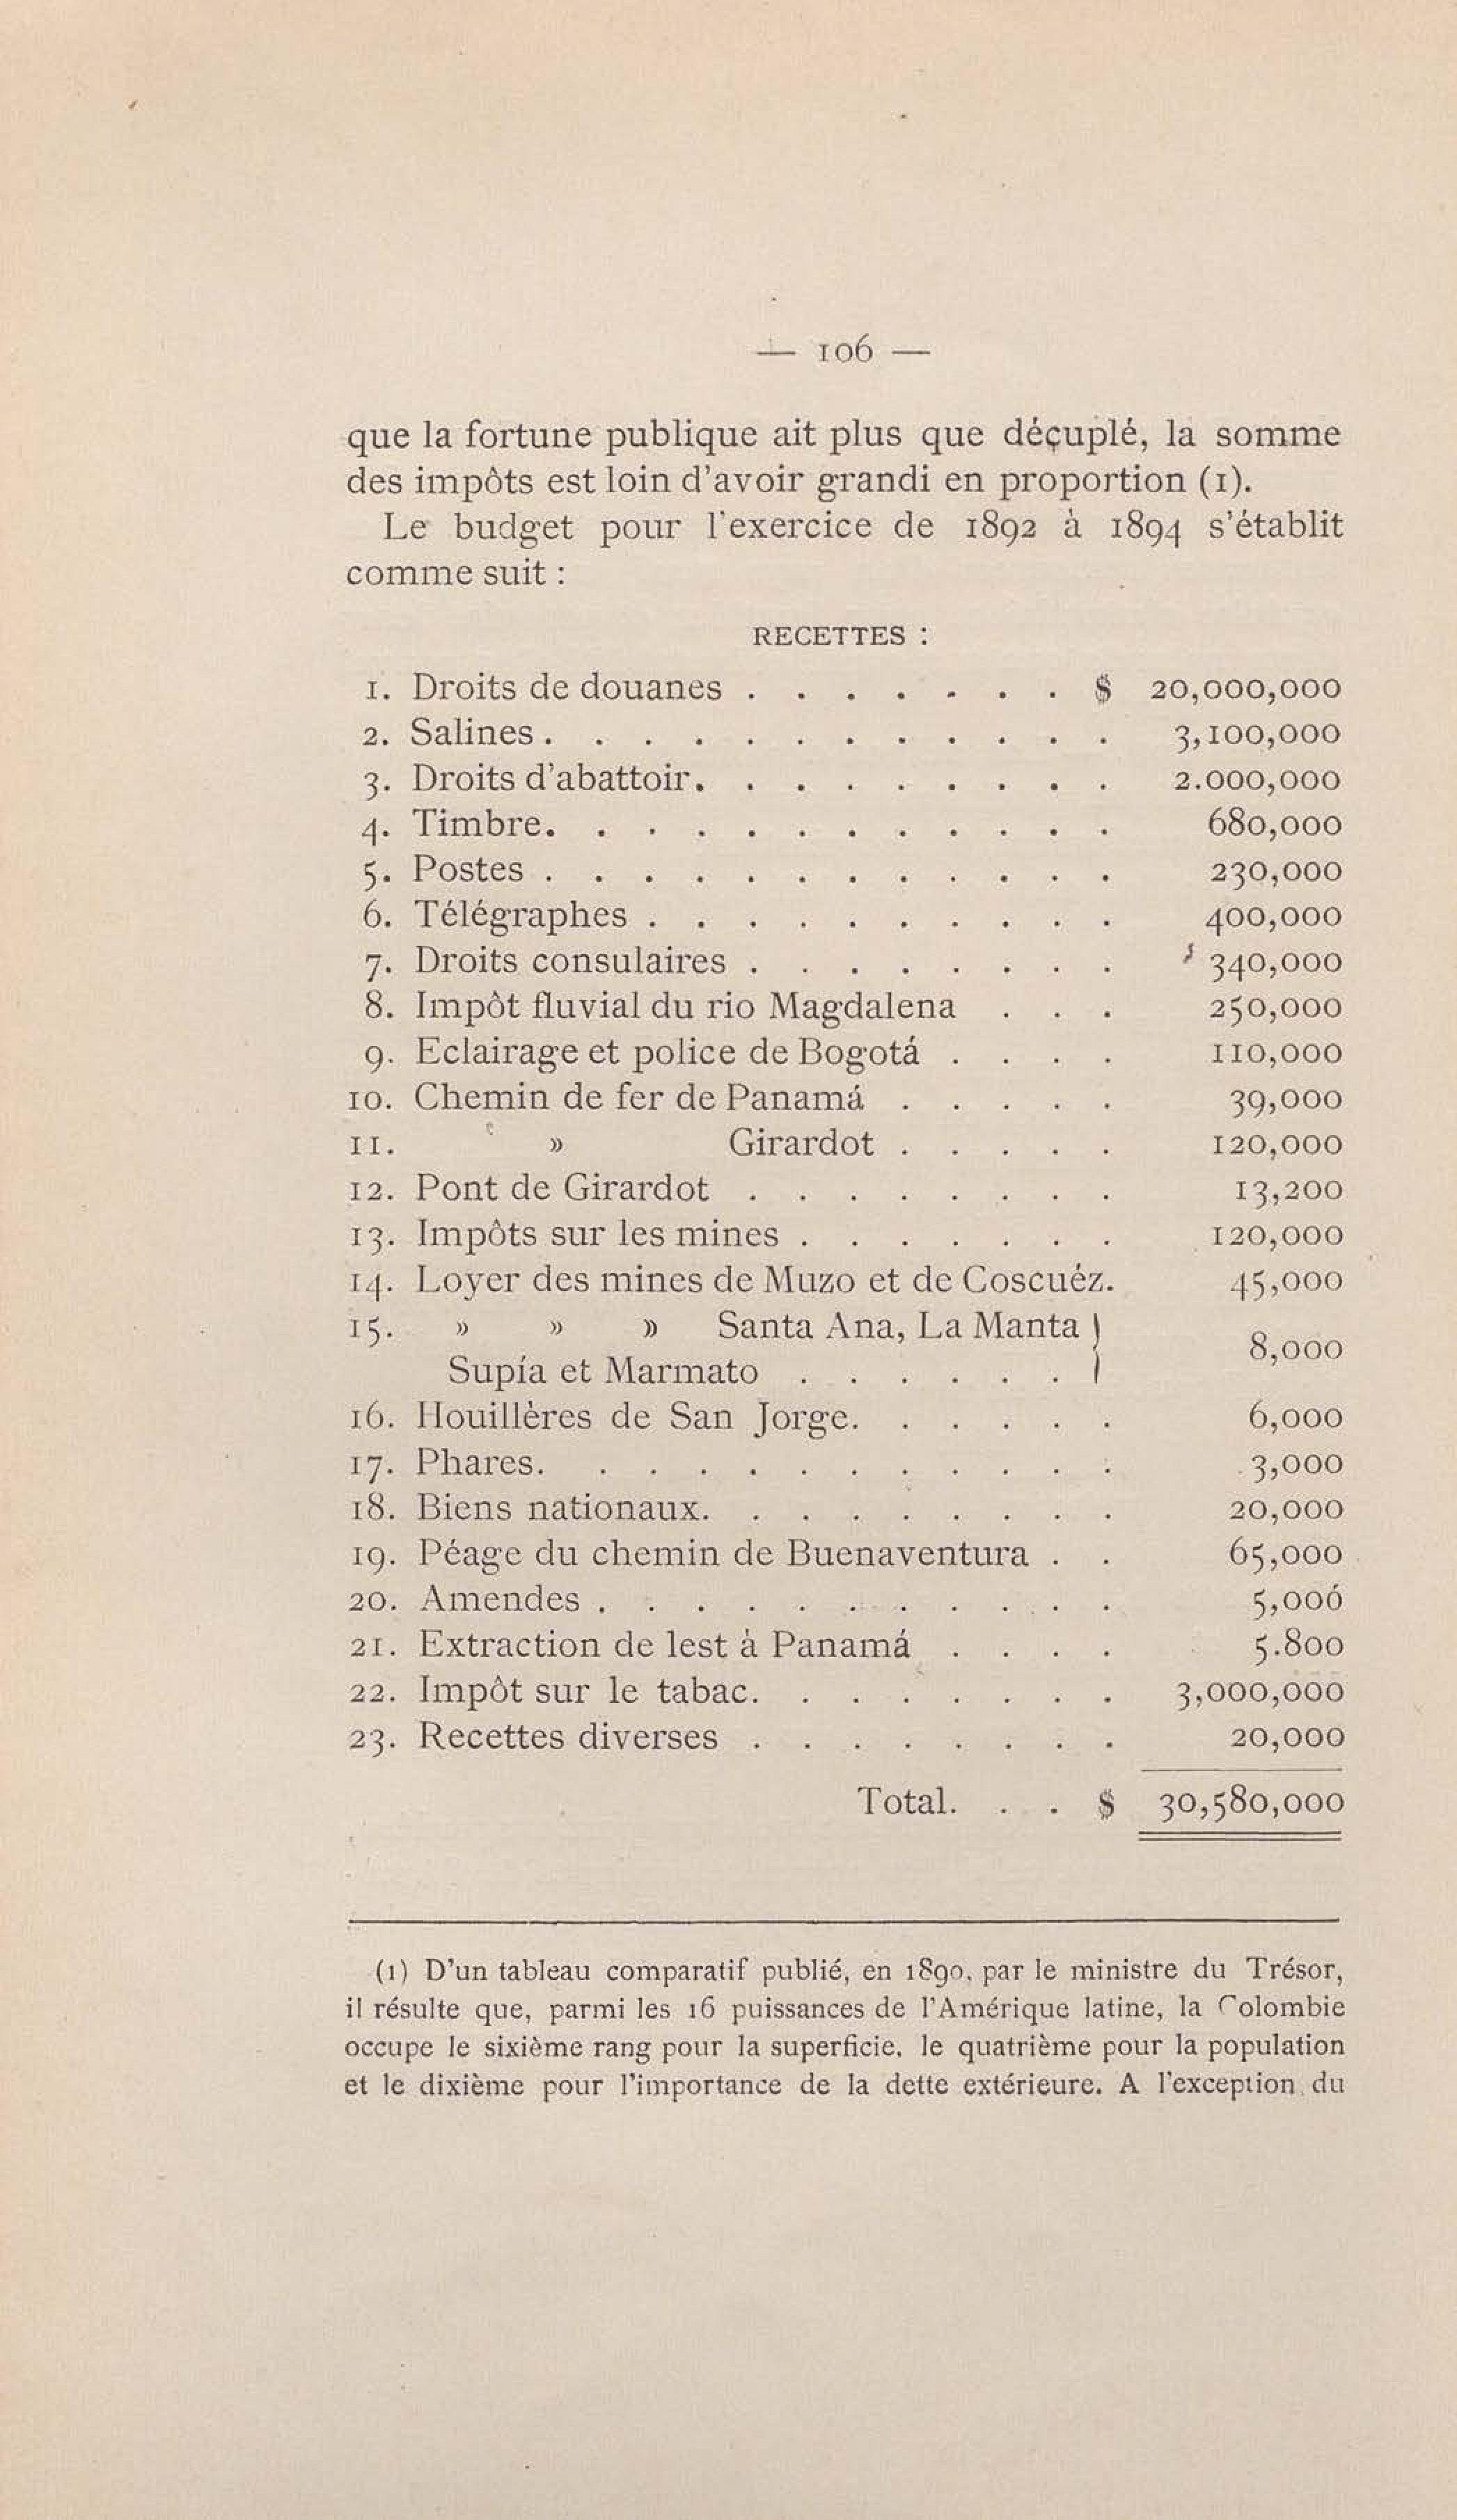 — 106 —
que la fortune publique ait plus que déçuplé, la somme
des impôts est loin d'avoir grandi en proportion (1).
Le budget pour l'exercice de 1892 à 1894 s'établit
comme suit :
RECETTES :
1. Droits de douanes . . . . . . . $ 20,000,000
2. Salines. . . . . . . . . . . . 3,100,000
3. Droits d'abattoir. . . . . . . . . 2.000,000
4. Timbre. . . . . . . . . . . . 680,000
5. Postes . . . . . . . . . . . . 230,000
6. Télégraphes . . . . . . . . . . 400,000
7. Droits consulaires . . . . . . . . 340,000
8. Impôt fluvial du rio Magdalena . . . 250,000
9. Eclairage et police de Bogotá . . . . 110,000
10. Chemin de fer de Panamá . . . . . 39,000
11. » Girardot . . . . . 120,000
12. Pont de Girardot . . . . . . . . 13,200
13. Impôts sur les mines . . . . . . . 120,000
14. Loyer des mines de Muzo et de Coscuéz. 45,000
15. » » » Santa Ana, La Manta }
Supía et Marmato . . . . . . } 8,000
16. Houillères de San Jorge. . . . . . 6,000
17. Phares. . . . . . . . . . . . 3,000
18. Biens nationaux. . . . . . . . . 20,000
19. Péage du chemin de Buenaventura . . 65,000
20. Amendes . . . . . . . . . . . 5,000
21. Extraction de lest à Panamá . . . . 5.800
22. Impôt sur le tabac. . . . . . . . 3,000,000
23. Recettes diverses . . . . . . . . 20,000
Total. . . $ 30,580,000
(1) D'un tableau comparatif publié, en 1890, par le ministre du Trésor,
il résulte que, parmi les 16 puissances de l'Amérique latine, la Colombie
occupe le sixième rang pour la superficie, le quatrième pour la population
et le dixième pour l'importance de la dette extérieure. A l'exception du